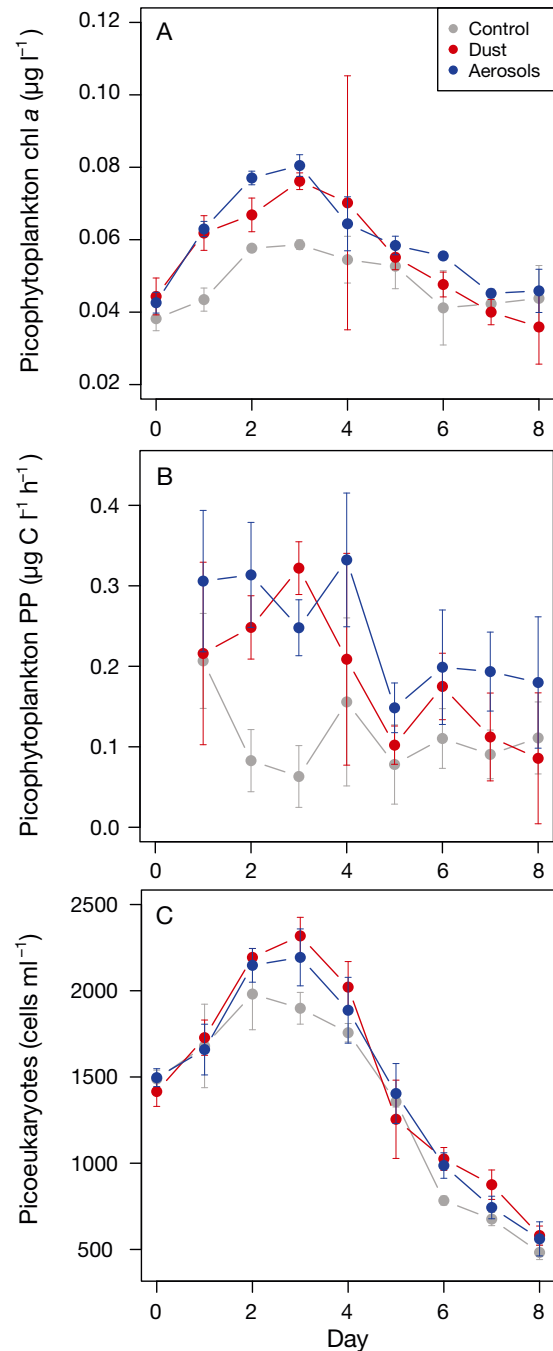 A
Control
Dust
Aerosols
Picophytoplankton chl a (µg l⁻¹)
0.12
0.10
0.08
0.06
0.04
0.02
0 2 4 6 8
B
Picophytoplankton PP (µg C l⁻¹ h⁻¹)
0.4
0.3
0.2
0.1
0.0
0 2 4 6 8
C
Picoeukaryotes (cells ml⁻¹)
2500
2000
1500
1000
500
0 2 4 6 8
Day